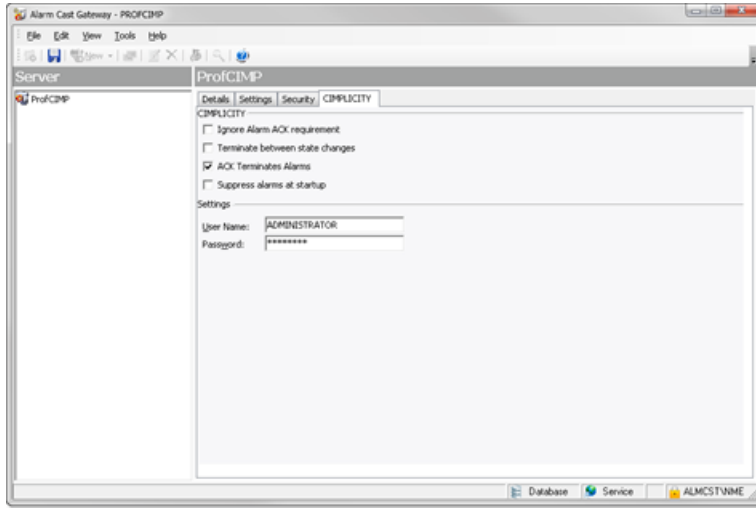 Alarm Cast Gateway - PROFCIMP
File Edit View Tools Help
New
Server
ProfCIMP
ProfCIMP
Details Settings Security CIMPLICITY
CIMPLICITY
Ignore Alarm ACK requirement
Terminate between state changes
ACK Terminates Alarms
Suppress alarms at startup
Settings
User Name: ADMINISTRATOR
Password: ********
Database Service ALMCST\NME